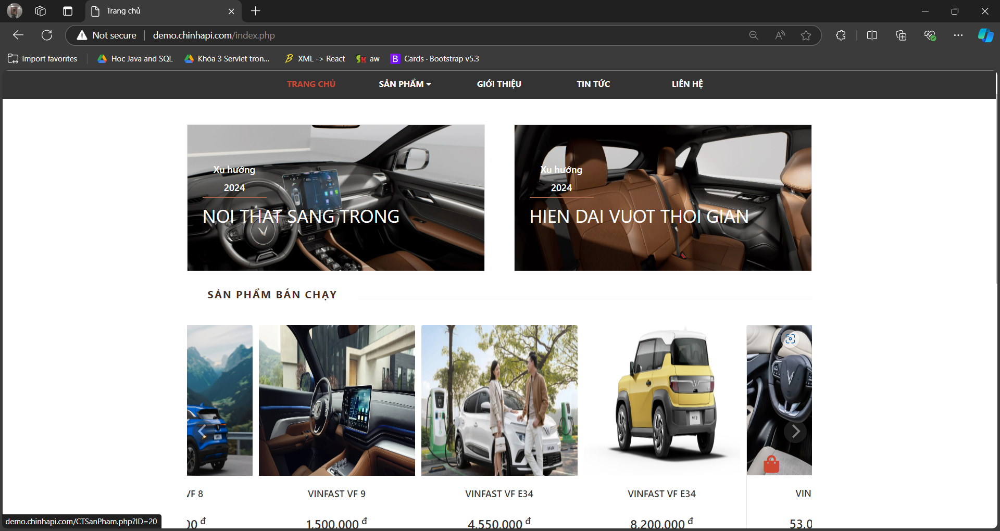 Trang chủ
Not secure
demo.chinhapi.com/index.php
Import favorites
Hoc Java and SQL
Khóa 3 Servlet tron...
XML -> React
aw
Cards · Bootstrap v5.3
TRANG CHỦ
SẢN PHẨM
GIỚI THIỆU
TIN TỨC
LIÊN HỆ
Xu hướng
2024
NOI THAT SANG TRONG
Xu hướng
2024
HIEN DAI VUOT THOI GIAN
SẢN PHẨM BÁN CHẠY
VF 8
VINFAST VF 9
VINFAST VF E34
VINFAST VF E34
VIN
00 đ
1.500.000 đ
4.550.000 đ
8.200.000 đ
53.0
demo.chinhapi.com/CTSanPham.php?ID=20